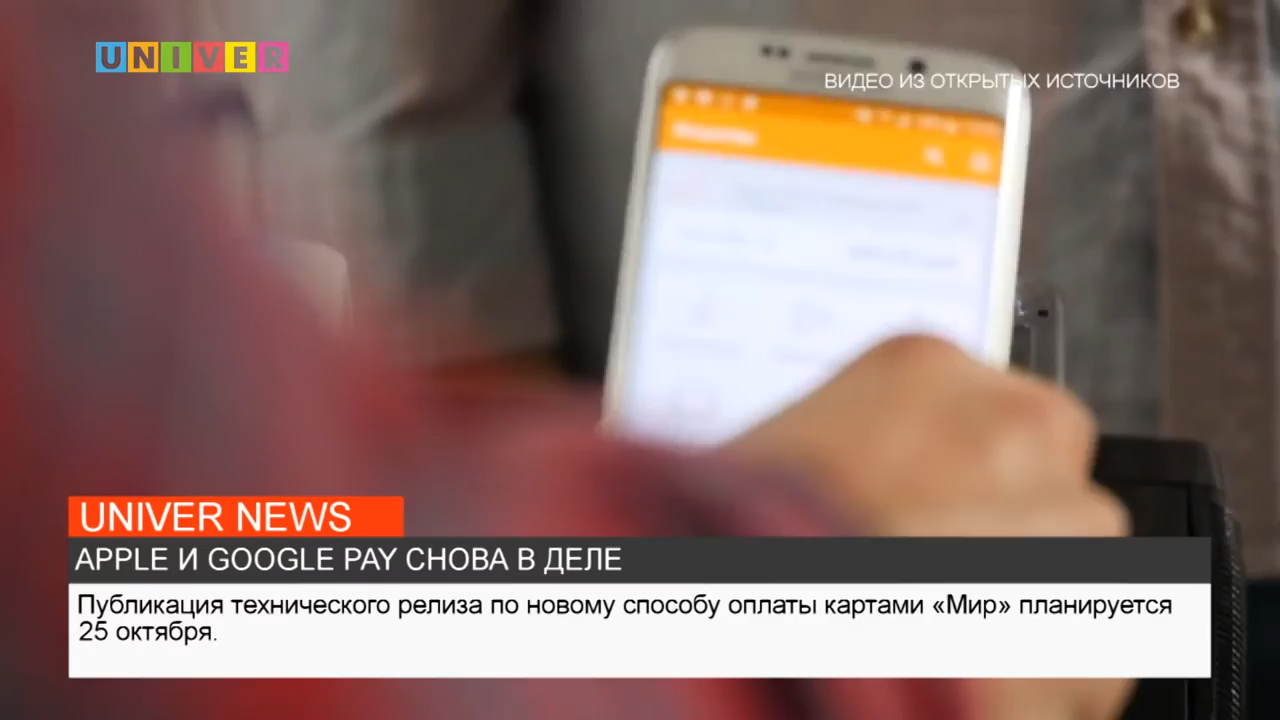 UNIVER
ВИДЕО ИЗ ОТКРЫТЫХ ИСТОЧНИКОВ
UNIVER NEWS
APPLE И GOOGLE PAY СНОВА В ДЕЛЕ
Публикация технического релиза по новому способу оплаты картами «Мир» планируется
25 октября.